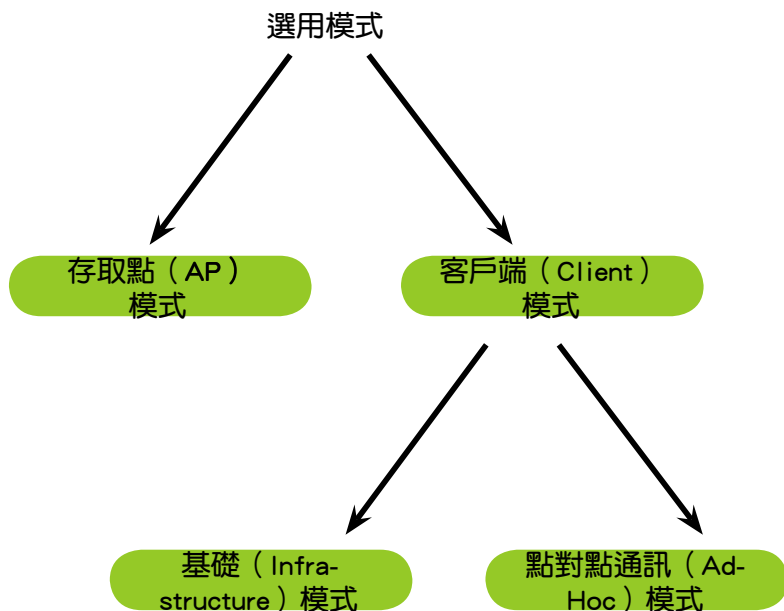 選用模式
存取點（AP）
模式
客戶端（Client）
模式
基礎（Infra-
structure）模式
點對點通訊（Ad-
Hoc）模式